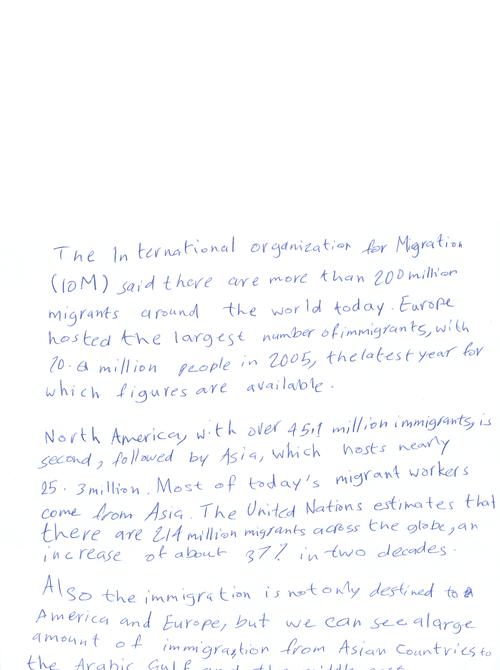 The International organization for Migration
(IOM) said there are more than 200 million
migrants around the world today. Europe
hosted the largest number of immigrants, with
million people in 2005, the latest year for
which figures are available.
North America, with over 45,1 million immigrants, is
second, followed by Asia, which hosts nearly
25.3 million. Most of today's migrant workers
come from Asia. The United Nations estimates that
there are 214 million migrants across the globe, an
increase of about 37% in two decades.
Also the immigration is not only destined to
America and Europe, but we can see a large
amount of immigration from Asian Countries to
the Arabic Gulf and the middle